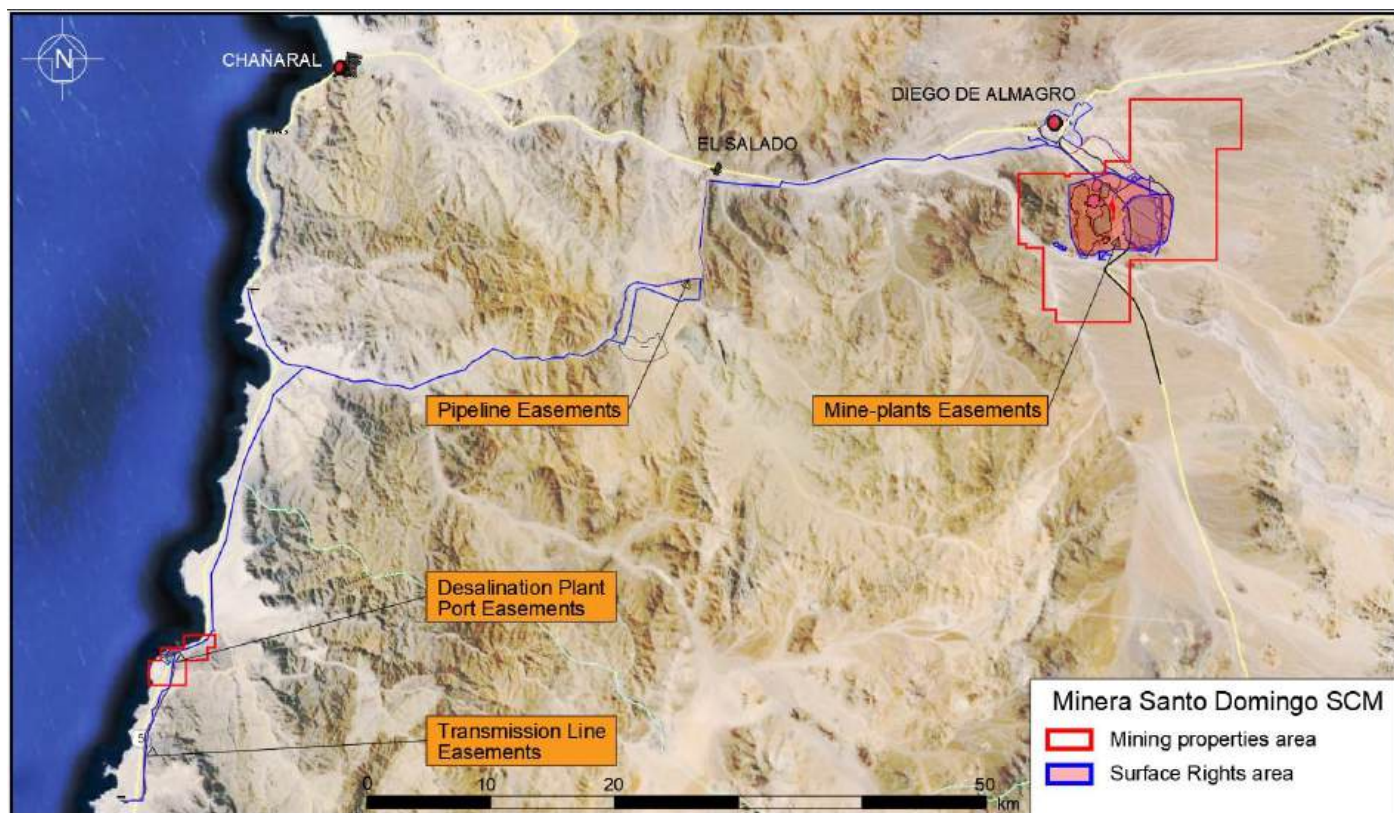 N
CHAÑARAL
DIEGO DE ALMAGRO
EL SALADO
Pipeline Easements
Mine-plants Easements
Desalination Plant
Port Easements
Transmission Line
Easements
5
0
10
20
50
km
Minera Santo Domingo SCM
Mining properties area
Surface Rights area